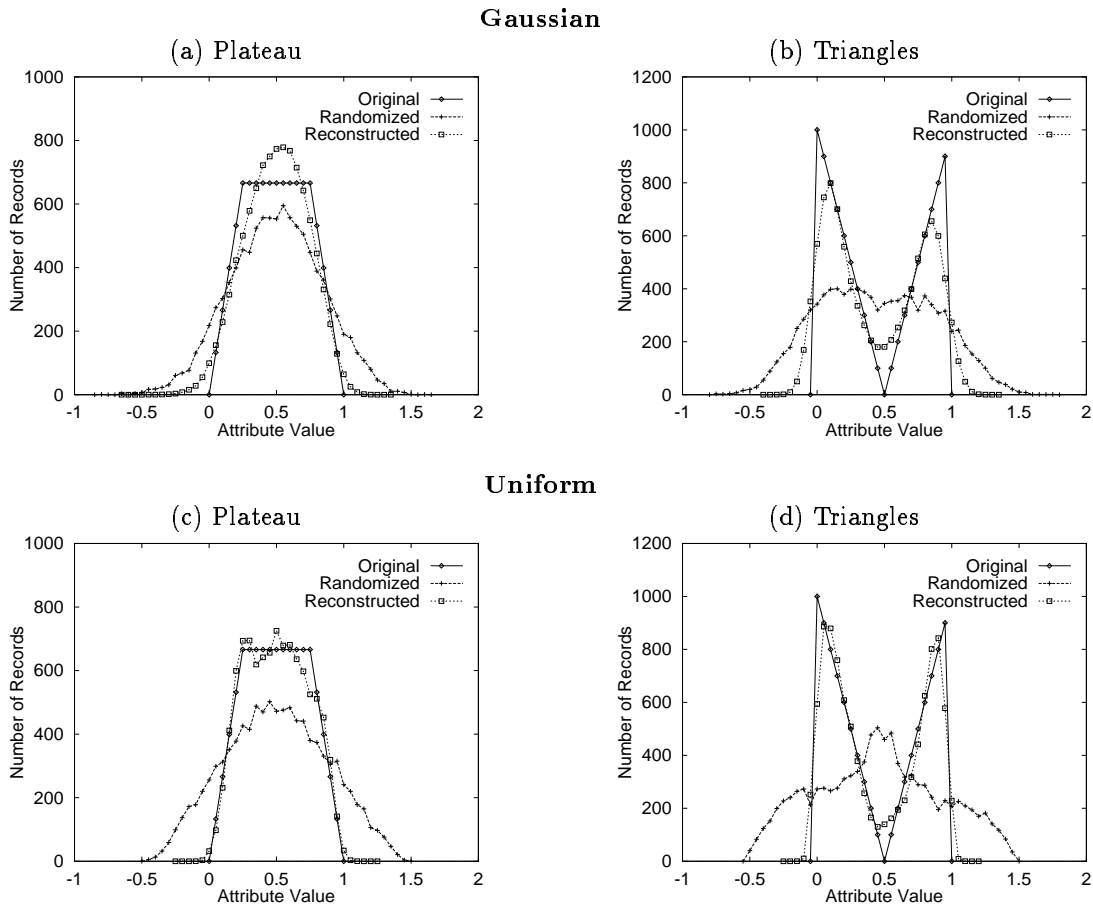 Gaussian
(a) Plateau
1000
800
600
400
200
0
-1
-0.5
0
0.5
1
1.5
2
Number of Records
Attribute Value
Original
Randomized
Reconstructed
(b) Triangles
1200
1000
800
600
400
200
0
-1
-0.5
0
0.5
1
1.5
2
Number of Records
Attribute Value
Original
Randomized
Reconstructed
Uniform
(c) Plateau
1000
800
600
400
200
0
-1
-0.5
0
0.5
1
1.5
2
Number of Records
Attribute Value
Original
Randomized
Reconstructed
(d) Triangles
1200
1000
800
600
400
200
0
-1
-0.5
0
0.5
1
1.5
2
Number of Records
Attribute Value
Original
Randomized
Reconstructed